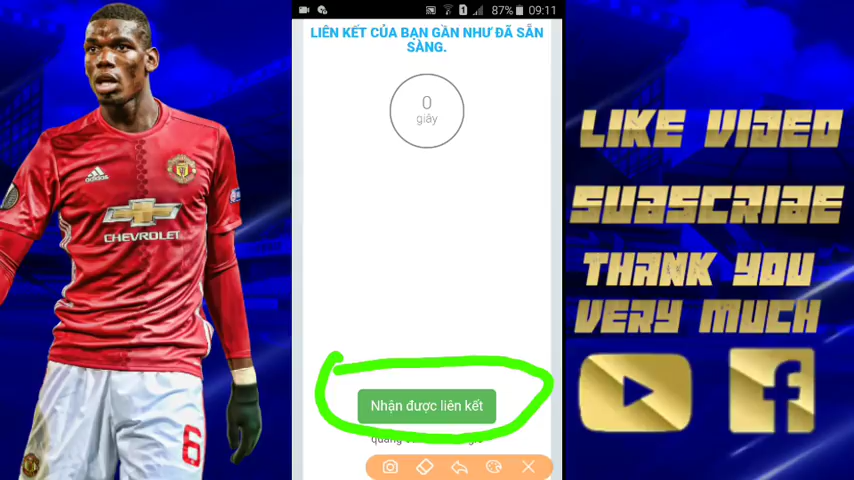 87% 09:11
LIÊN KẾT CỦA BẠN GẦN NHƯ ĐÃ SẴN
SÀNG.
0
giây
Nhận được liên kết
adidas
CHEVROLET
6
LIKE VIDEO
SUBSCRIBE
THANK YOU
VERY MUCH